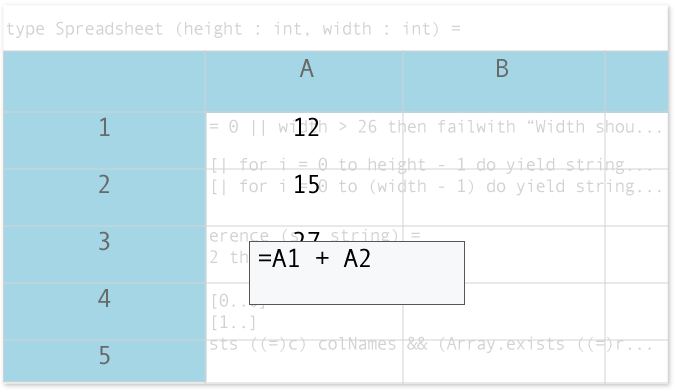 type Spreadsheet (height : int, width : int) =
A B
1 12 = 0 || width > 26 then failwith “Width shou...
[| for i = 0 to height - 1 do yield string...
2 15 [| for i = 0 to (width - 1) do yield string...
3 27 erence (s string) =
2 th
=A1 + A2
4 [0..
[1..]
sts ((=)c) colNames && (Array.exists ((=)r...
5